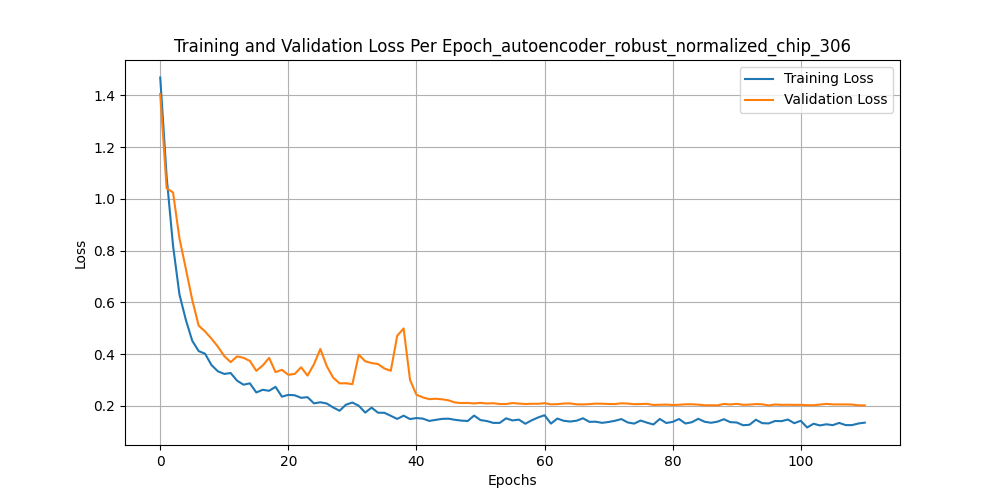 Training and Validation Loss Per Epoch_autoencoder_robust_normalized_chip_306
Training Loss
Validation Loss
1.4
1.2
1.0
0.8
0.6
0.4
0.2
Loss
0 20 40 60 80 100
Epochs